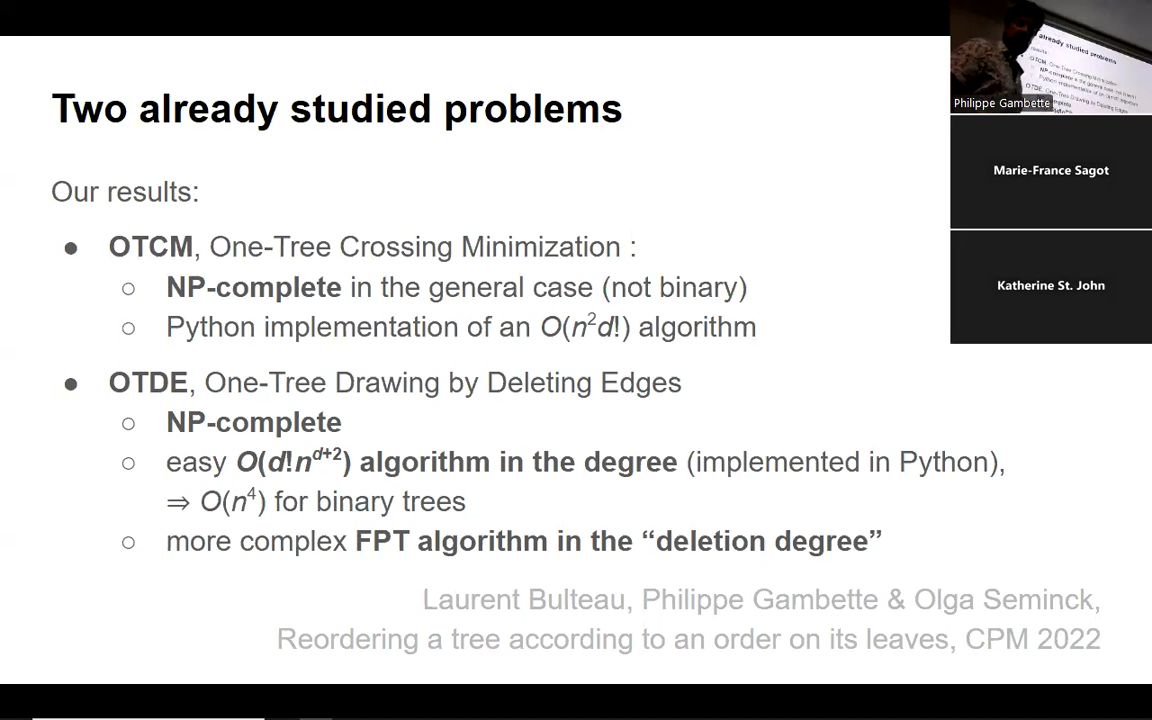 Two already studied problems
Our results:
● OTCM, One-Tree Crossing Minimization :
○ NP-complete in the general case (not binary)
○ Python implementation of an O(n²d!) algorithm
● OTDE, One-Tree Drawing by Deleting Edges
○ NP-complete
○ easy O(d!nᵈ⁺²) algorithm in the degree (implemented in Python),
⇒ O(n⁴) for binary trees
○ more complex FPT algorithm in the “deletion degree”
Laurent Bulteau, Philippe Gambette & Olga Seminck,
Reordering a tree according to an order on its leaves, CPM 2022
already studied problems
Philippe Gambette
Marie-France Sagot
Katherine St. John